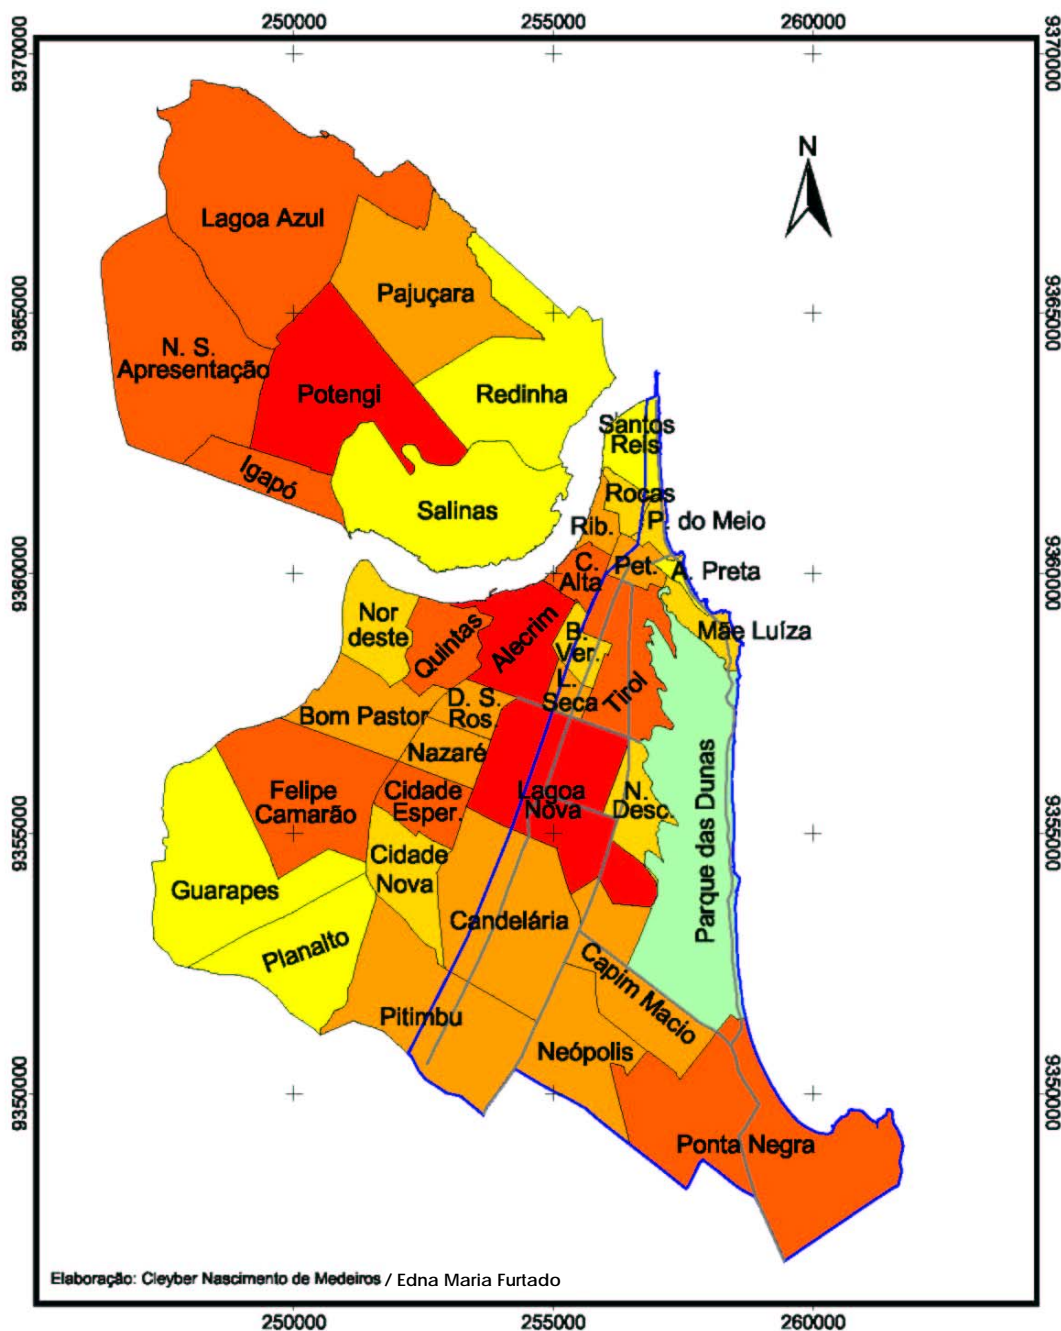 250000
255000
260000
9370000
9370000
N
Lagoa Azul
Pajuçara
9365000
9365000
N. S.
Apresentação
Potengi
Redinha
Santos
Reis
Igapó
Salinas
Rocas
P. do Meio
Rib.
C.
Alta
Pet.
A. Preta
9360000
9360000
Nor
deste
Quintas
Alecrim
B.
Ver.
Mãe Luíza
L.
Seca
Tirol
D. S.
Ros.
Bom Pastor
Nazaré
Parque das Dunas
Felipe
Camarão
Cidade
Esper.
Lagoa
Nova
N.
Desc.
9355000
9355000
Cidade
Nova
Guarapes
Candelária
Planalto
Capim Macio
Pitimbu
Neópolis
9350000
9350000
Ponta Negra
Elaboração: Cleyber Nascimento de Medeiros / Edna Maria Furtado
250000
255000
260000